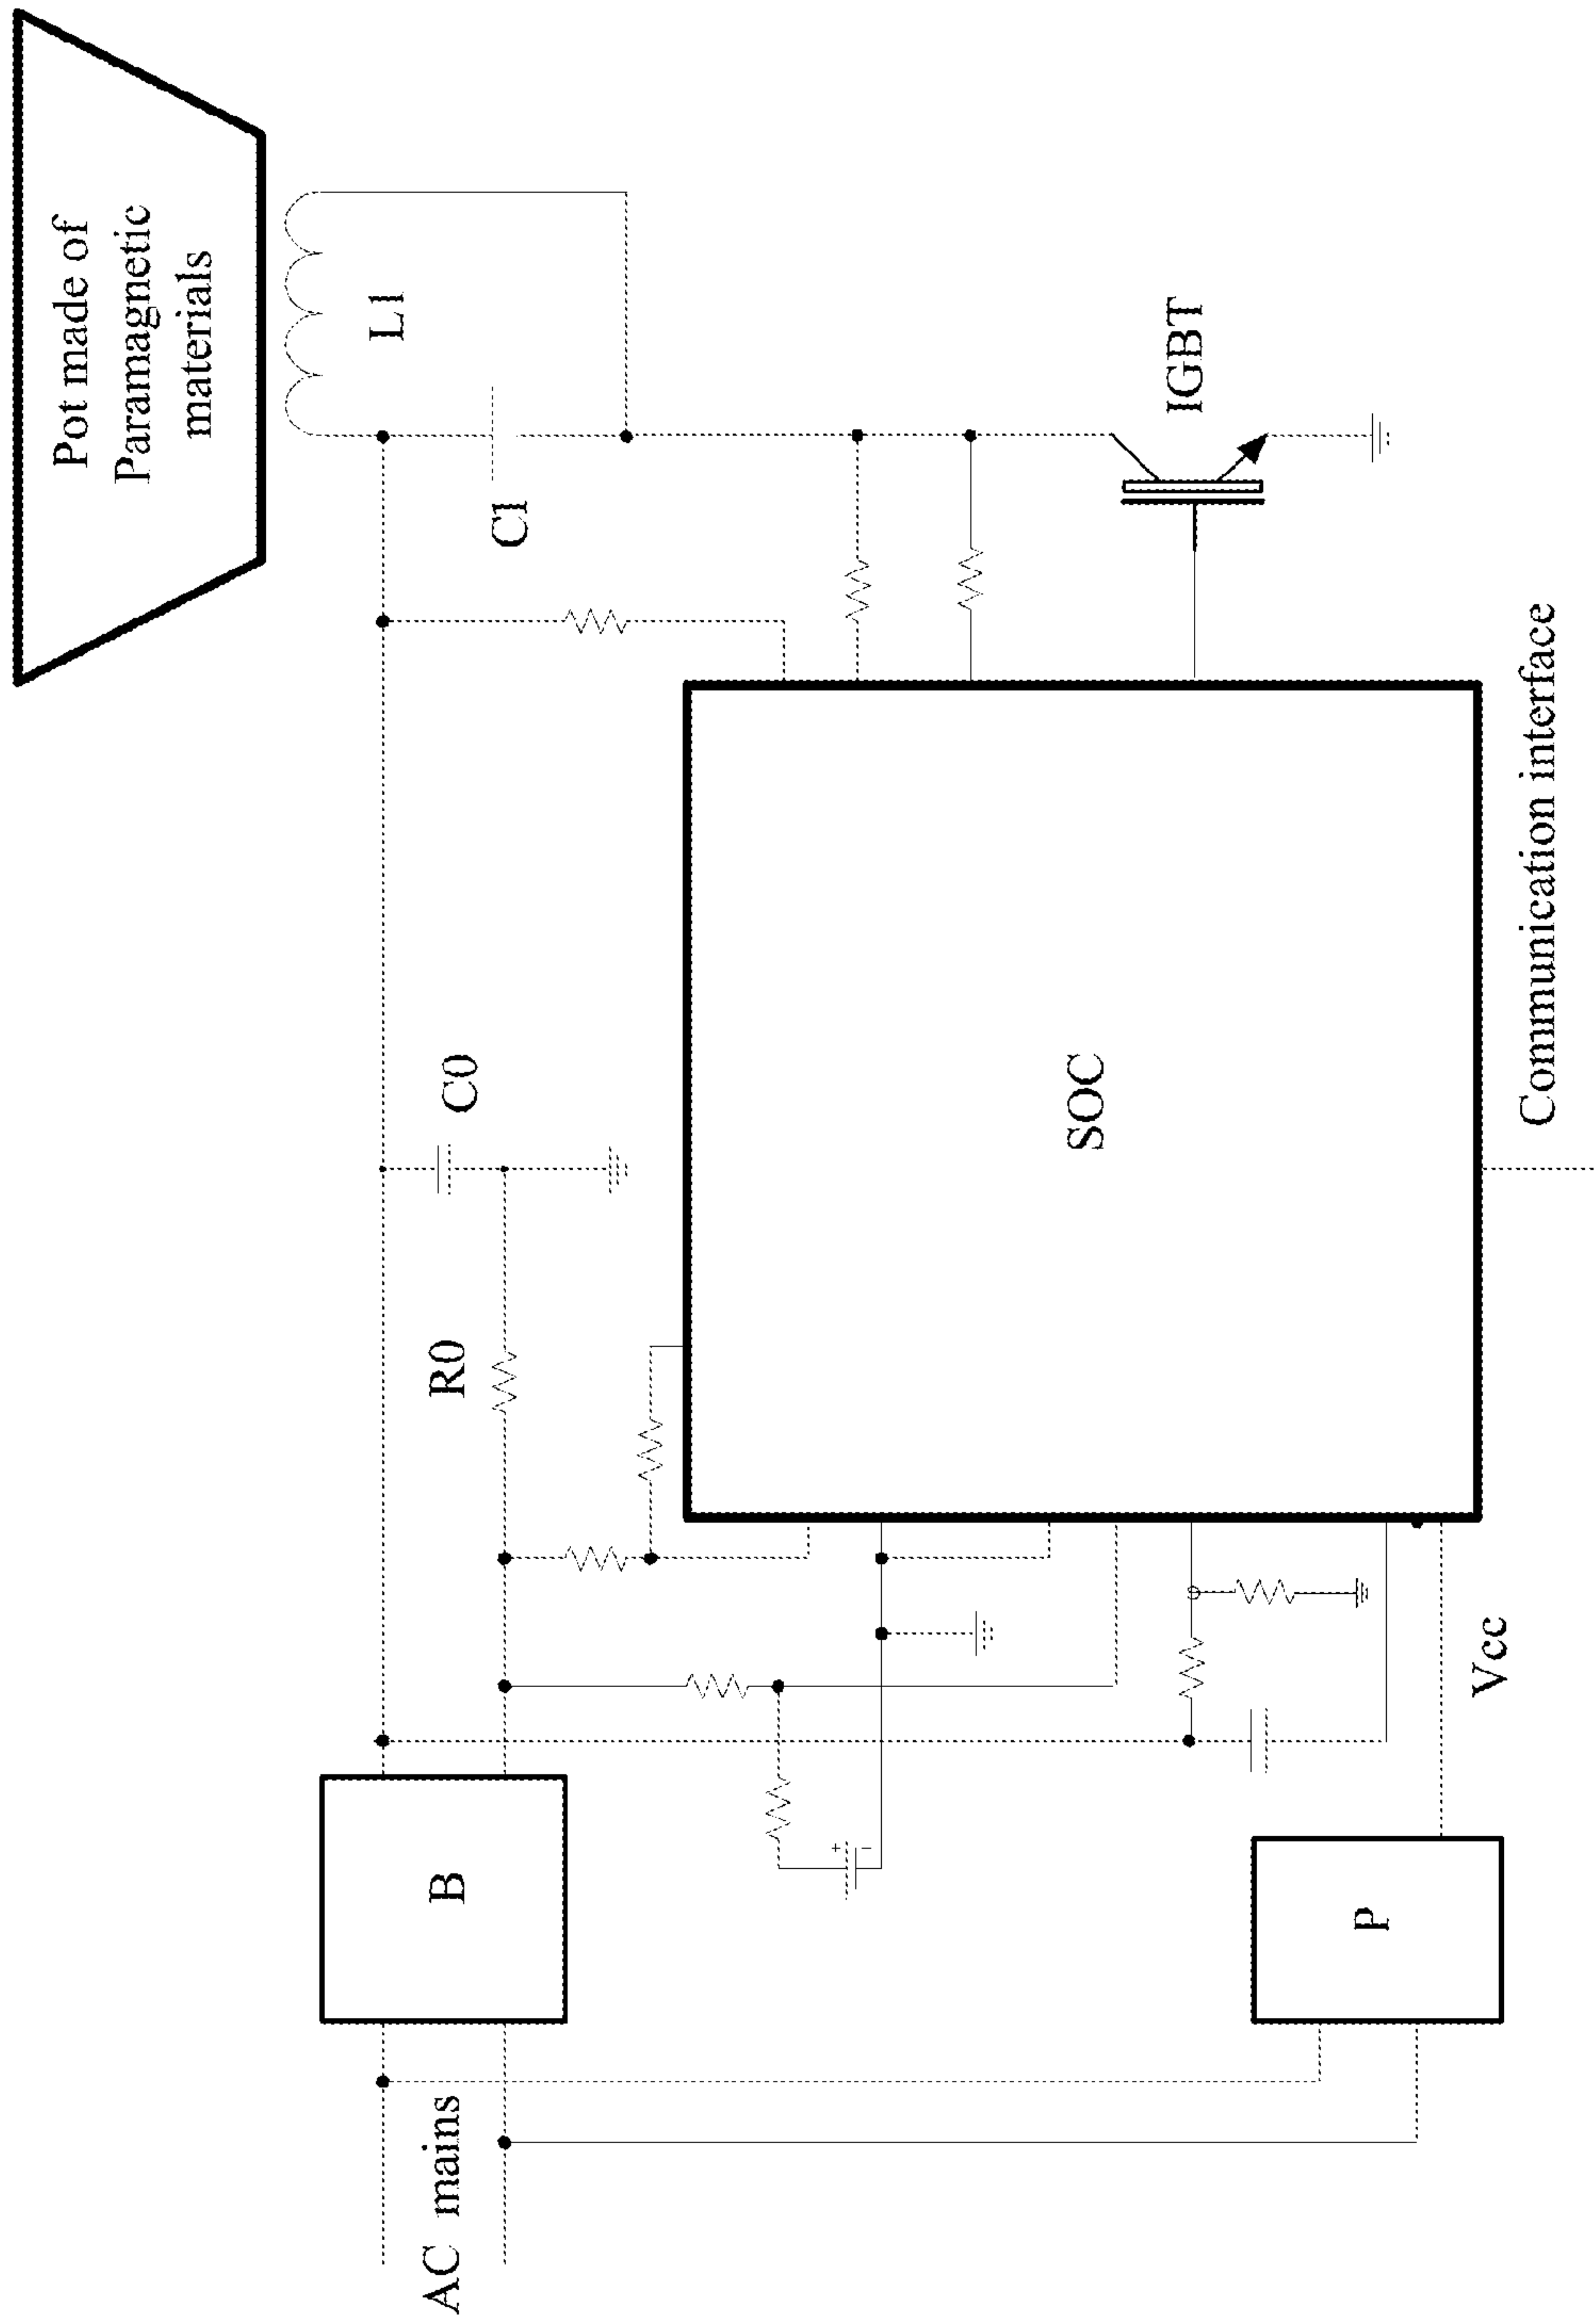 Pot made of
Paramagnetic
materials
L1
C1
IGBT
C0
R0
SOC
Communication interface
B
+
−
Vcc
P
AC mains